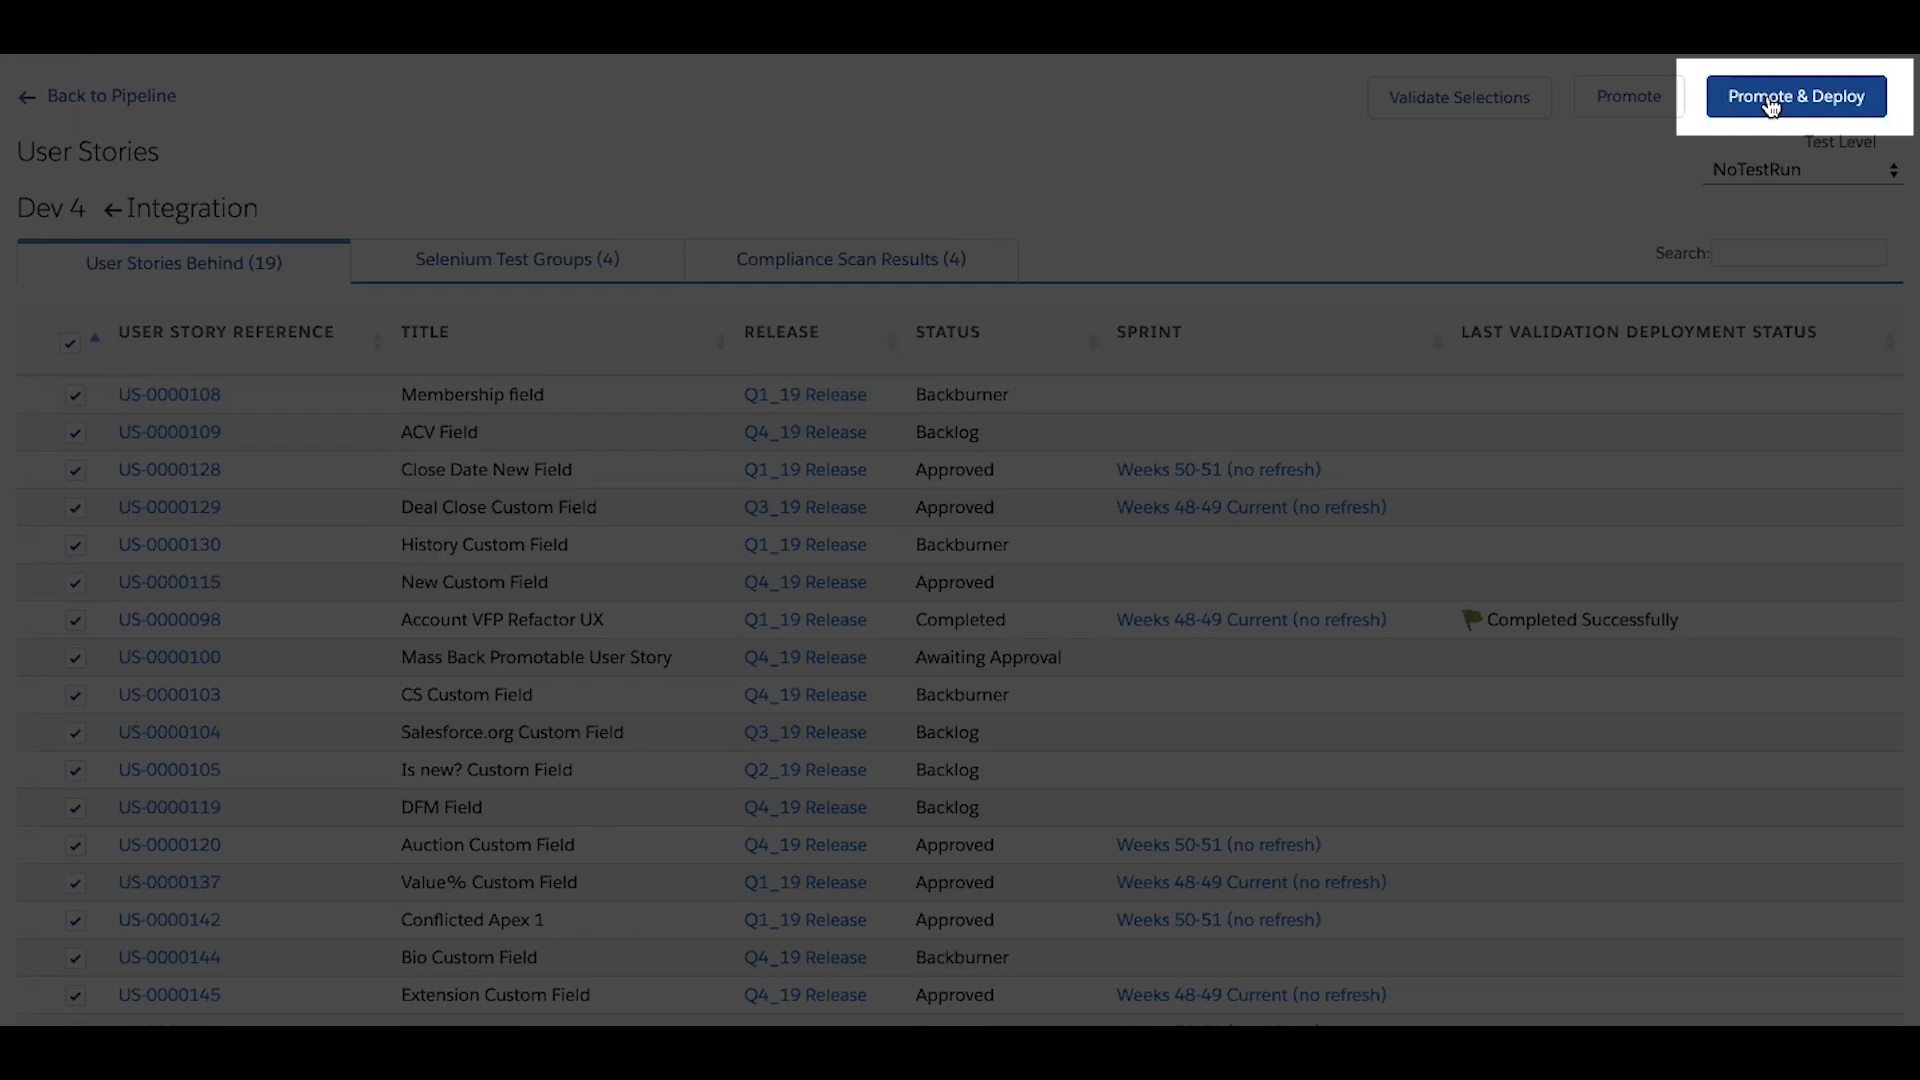 Back to Pipeline
Validate Selections
Promote
Promote & Deploy
User Stories
Test Level
NoTestRun
Dev 4 ← Integration
User Stories Behind (19)
Selenium Test Groups (4)
Compliance Scan Results (4)
Search:
USER STORY REFERENCE TITLE RELEASE STATUS SPRINT LAST VALIDATION DEPLOYMENT STATUS
US-0000108 Membership field Q1_19 Release Backburner
US-0000109 ACV Field Q4_19 Release Backlog
US-0000128 Close Date New Field Q1_19 Release Approved Weeks 50-51 (no refresh)
US-0000129 Deal Close Custom Field Q3_19 Release Approved Weeks 48-49 Current (no refresh)
US-0000130 History Custom Field Q1_19 Release Backburner
US-0000115 New Custom Field Q4_19 Release Approved
US-0000098 Account VFP Refactor UX Q1_19 Release Completed Weeks 48-49 Current (no refresh) Completed Successfully
US-0000100 Mass Back Promotable User Story Q4_19 Release Awaiting Approval
US-0000103 CS Custom Field Q4_19 Release Backburner
US-0000104 Salesforce.org Custom Field Q3_19 Release Backlog
US-0000105 Is new? Custom Field Q2_19 Release Backlog
US-0000119 DFM Field Q4_19 Release Backlog
US-0000120 Auction Custom Field Q4_19 Release Approved Weeks 50-51 (no refresh)
US-0000137 Value% Custom Field Q1_19 Release Approved Weeks 48-49 Current (no refresh)
US-0000142 Conflicted Apex 1 Q1_19 Release Approved Weeks 50-51 (no refresh)
US-0000144 Bio Custom Field Q4_19 Release Backburner
US-0000145 Extension Custom Field Q4_19 Release Approved Weeks 48-49 Current (no refresh)